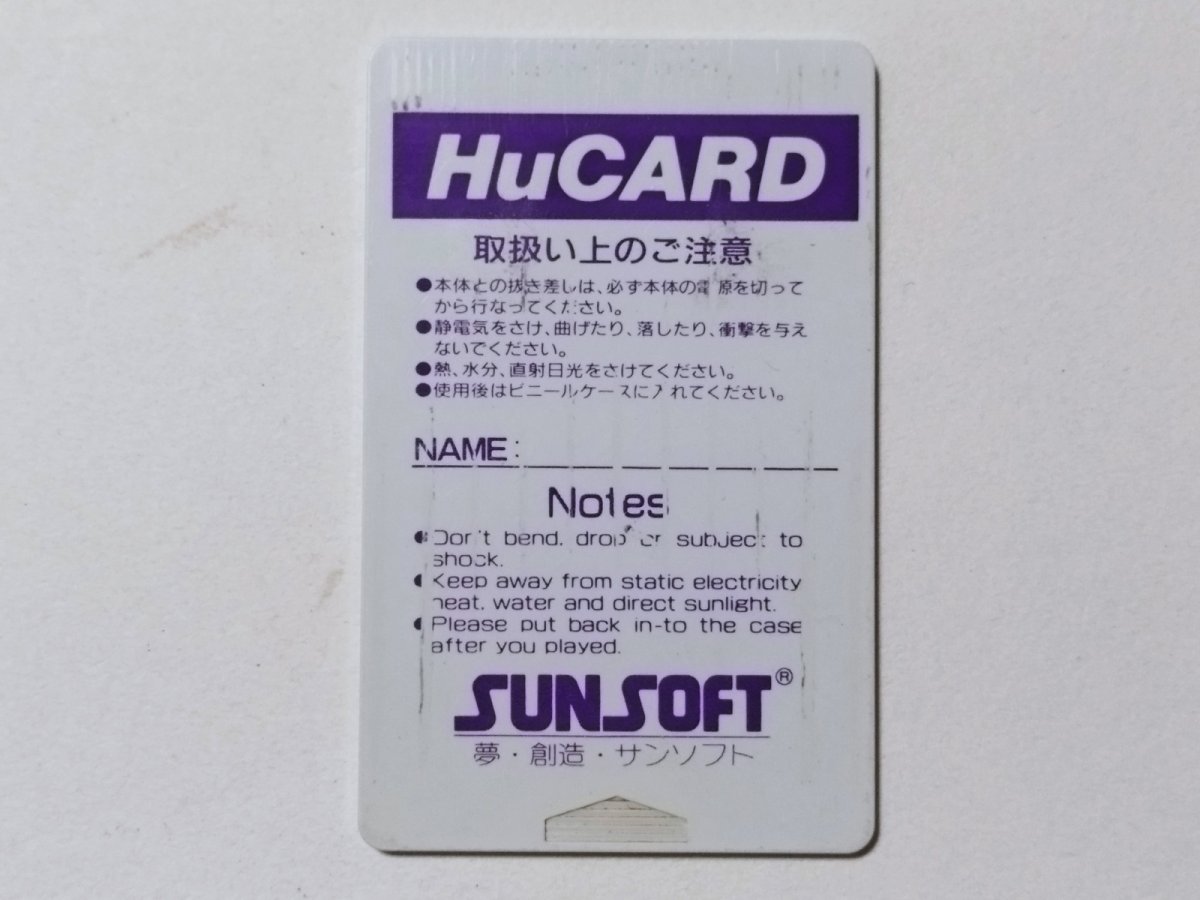 HuCARD
取扱い上のご注意
●本体との抜き差しは、必ず本体の電源を切って
から行なってください。
●静電気をさけ、曲げたり、落したり、衝撃を与え
ないでください。
●熱、水分、直射日光をさけてください。
●使用後はビニールケースに入れてください。
NAME:
Notes
●Don't bend, drop or subject to
shock.
●Keep away from static electricity
heat, water and direct sunlight.
●Please put back in-to the case
after you played.
SUNSOFT®
夢・創造・サンソフト